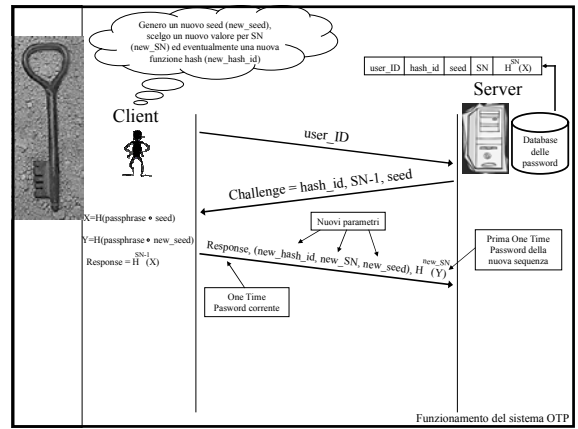 Genero un nuovo seed (new_seed),
scelgo un nuovo valore per SN
(new_SN) ed eventualmente una nuova
funzione hash (new_hash_id)
user_ID hash_id seed SN H^SN(X)
Client
Server
Database
delle
password
user_ID
Challenge = hash_id, SN-1, seed
X=H(passphrase • seed)
Y=H(passphrase • new_seed)
Response = H^SN-1(X)
Nuovi parametri
Response, (new_hash_id, new_SN, new_seed), H^new_SN(Y)
Prima One Time
Password della
nuova sequenza
One Time
Pasword corrente
Funzionamento del sistema OTP